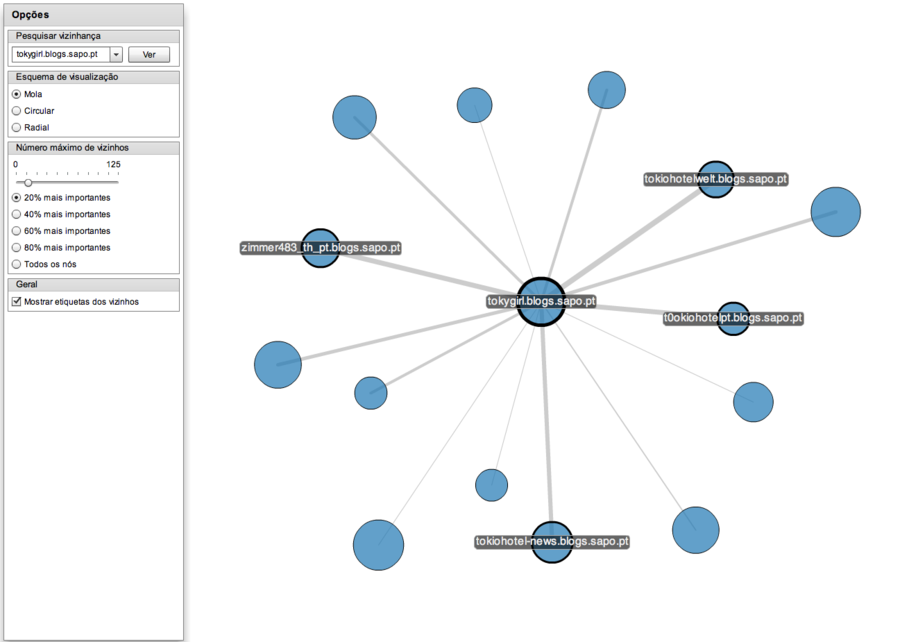 Opções
Pesquisar vizinhança
tokygirl.blogs.sapo.pt
Ver
Esquema de visualização
Mola
Circular
Radial
Número máximo de vizinhos
0 125
20% mais importantes
40% mais importantes
60% mais importantes
80% mais importantes
Todos os nós
Geral
Mostrar etiquetas dos vizinhos
tokiohotelwelt.blogs.sapo.pt
zimmer483_th_pt.blogs.sapo.pt
tokygirl.blogs.sapo.pt
t0okiohotelpt.blogs.sapo.pt
tokiohotel-news.blogs.sapo.pt